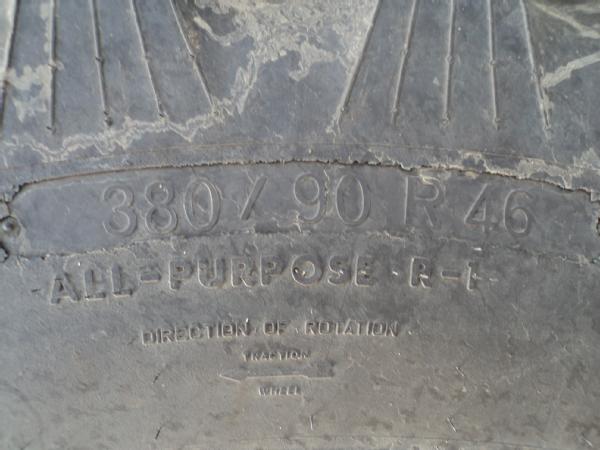 380/90 R 46
ALL-PURPOSE R-1
DIRECTION OF ROTATION
TRACTION
WHEEL